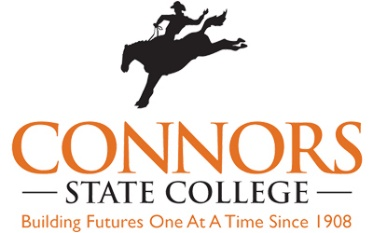 CONNORS
STATE COLLEGE
Building Futures One At A Time Since 1908